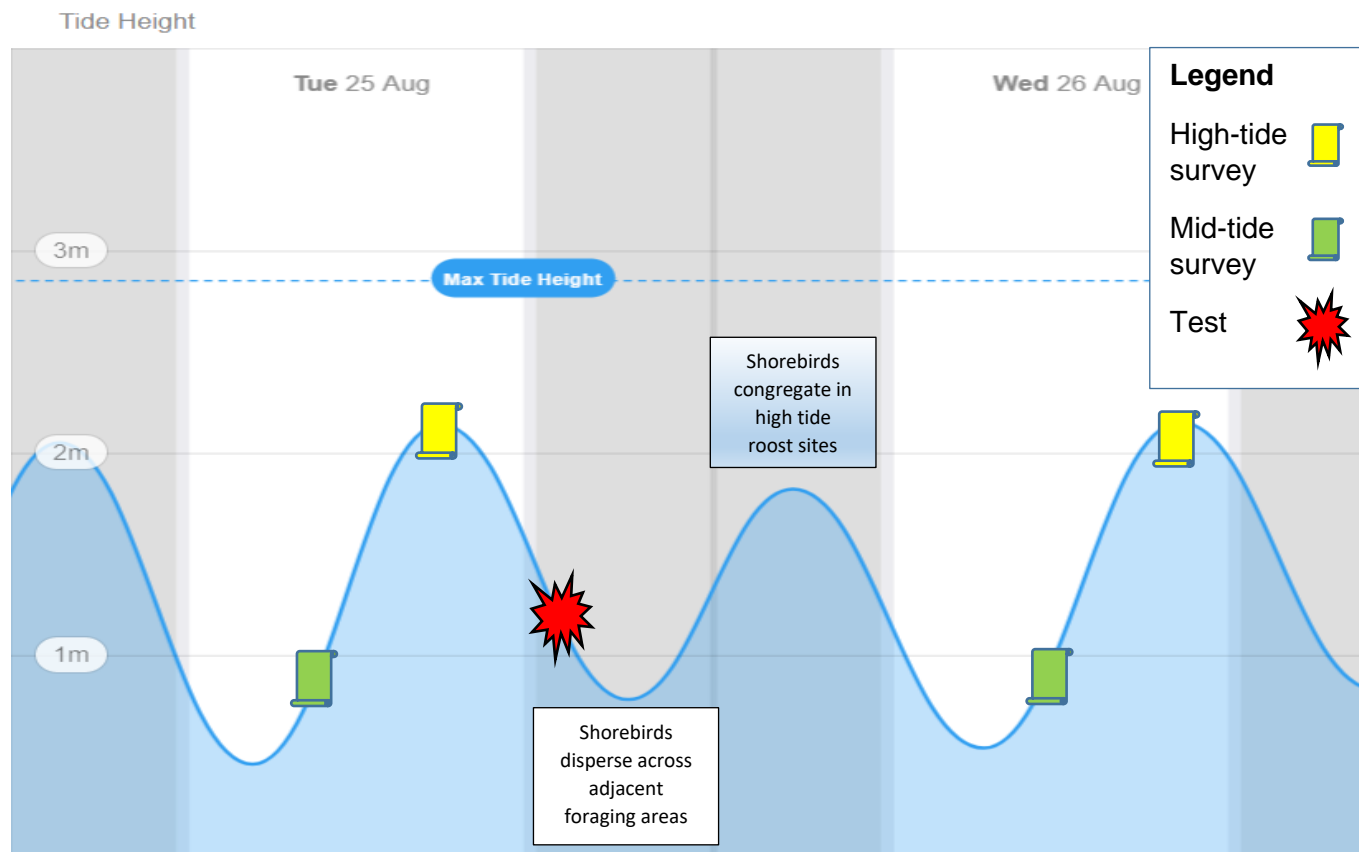 Tide Height
Tue 25 Aug
Wed 26 Aug
Legend
High-tide
survey
Mid-tide
survey
Test
3m
Max Tide Height
Shorebirds
congregate in
high tide
roost sites
2m
1m
Shorebirds
disperse across
adjacent
foraging areas